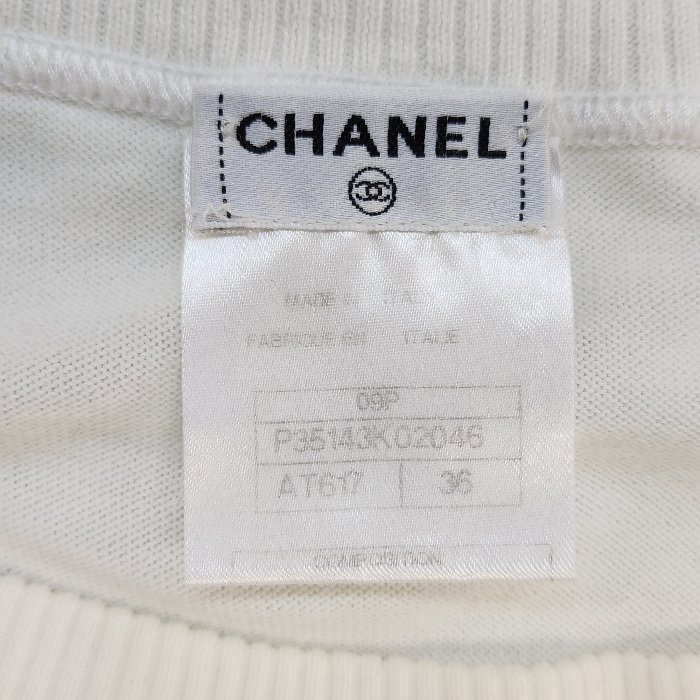 CHANEL
MADE IN ITALY
FABRIQUE EN ITALIE
09P
P35143K02046
AT617 36
COMPOSITION